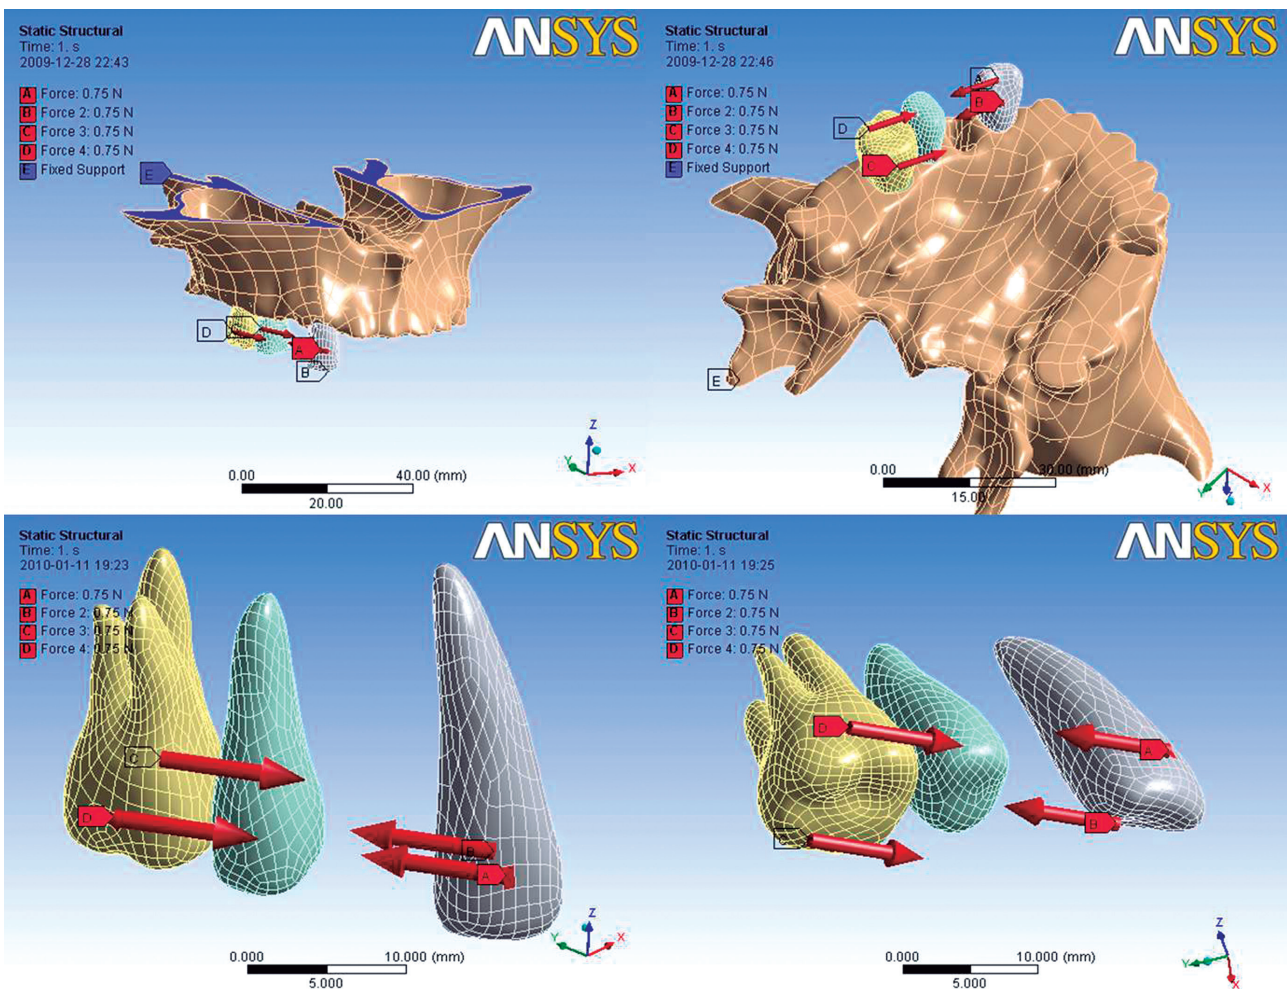 Static Structural
Time: 1. s
2009-12-28 22:43
ANSYS
A Force: 0.75 N
B Force 2: 0.75 N
C Force 3: 0.75 N
D Force 4: 0.75 N
E Fixed Support
E
D
A
B
Z
Y
X
0.00
40.00 (mm)
20.00
Static Structural
Time: 1. s
2009-12-28 22:46
ANSYS
A Force: 0.75 N
B Force 2: 0.75 N
C Force 3: 0.75 N
D Force 4: 0.75 N
E Fixed Support
A
B
D
C
E
0.00
30.00 (mm)
15.00
Y
X
Static Structural
Time: 1. s
2010-01-11 19:23
ANSYS
A Force: 0.75 N
B Force 2: 0.75 N
C Force 3: 0.75 N
D Force 4: 0.75 N
C
D
B
A
Z
Y
X
0.000
10.000 (mm)
5.000
Static Structural
Time: 1. s
2010-01-11 19:25
ANSYS
A Force: 0.75 N
B Force 2: 0.75 N
C Force 3: 0.75 N
D Force 4: 0.75 N
D
A
B
Z
Y
X
0.000
10.000 (mm)
5.000